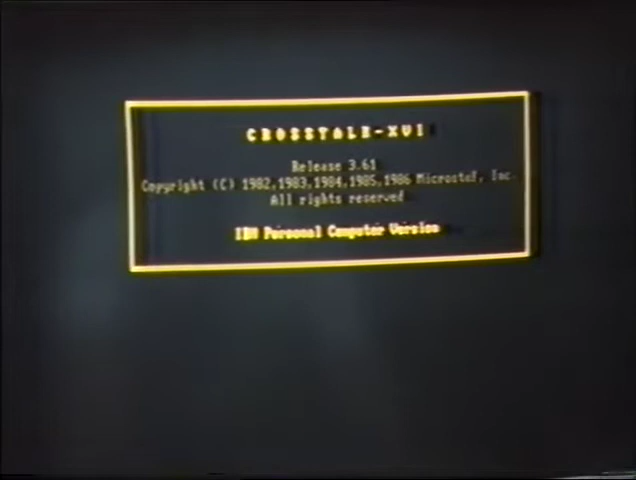 CROSSTALK-XVI
Release 3.61
Copyright (C) 1982,1983,1984,1985,1986 Microstuf, Inc.
All rights reserved
IBM Personal Computer Version